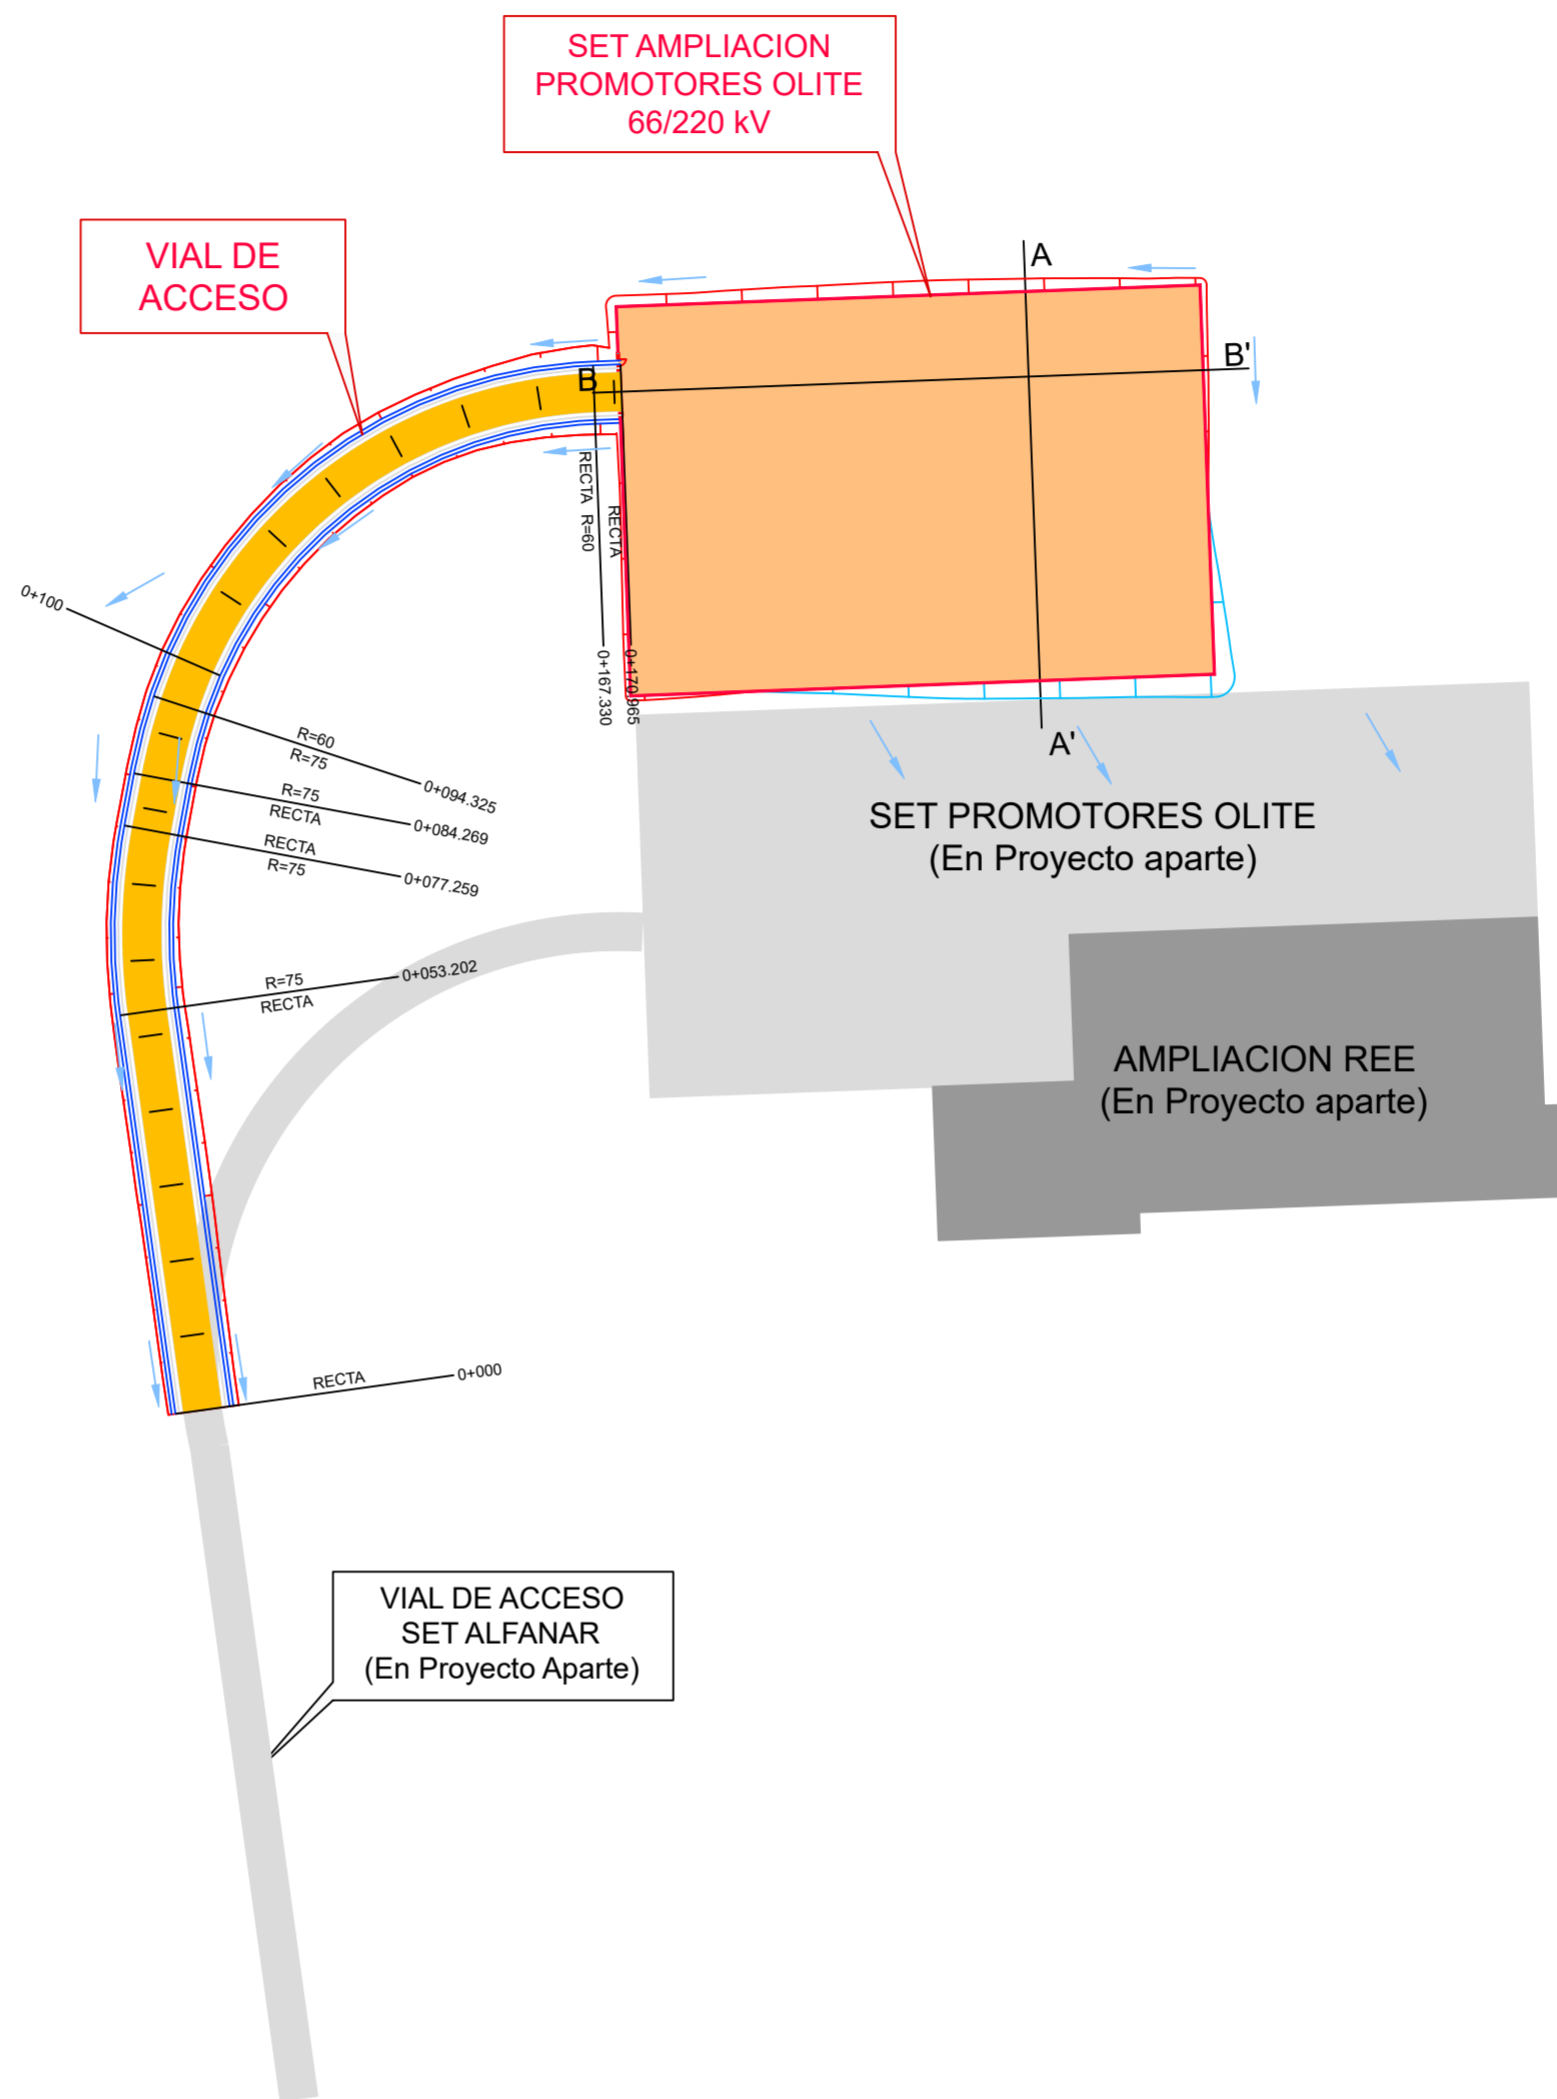 SET AMPLIACION
PROMOTORES OLITE
66/220 kV
VIAL DE
ACCESO
A
B'
B
RECTA R=60
RECTA
0+100
0+167.330
0+170.965
A'
R=60
R=75
0+094.325
R=75
RECTA
0+084.269
RECTA
R=75
0+077.259
SET PROMOTORES OLITE
(En Proyecto aparte)
R=75
RECTA
0+053.202
AMPLIACION REE
(En Proyecto aparte)
RECTA
0+000
VIAL DE ACCESO
SET ALFANAR
(En Proyecto Aparte)